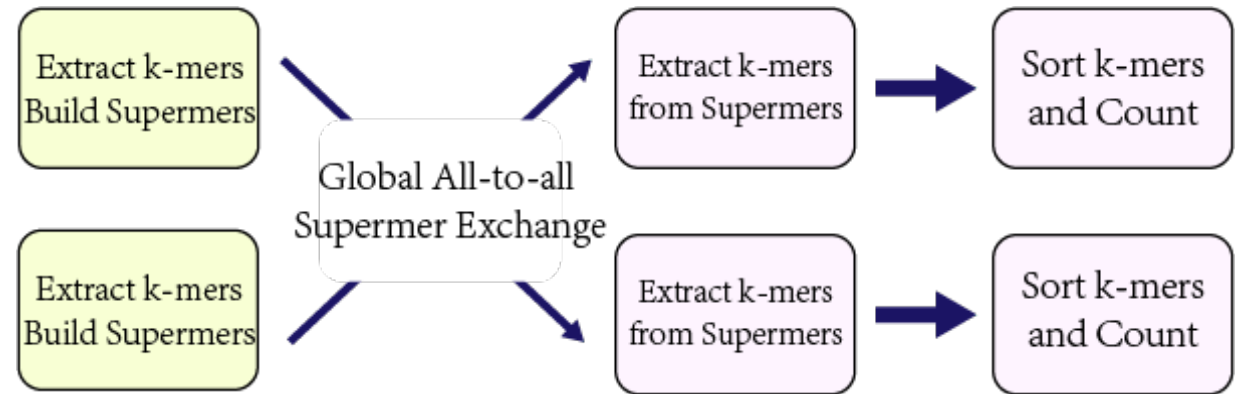 Extract k-mers
Build Supermers
Global All-to-all
Supermer Exchange
Extract k-mers
from Supermers
Sort k-mers
and Count
Extract k-mers
Build Supermers
Extract k-mers
from Supermers
Sort k-mers
and Count